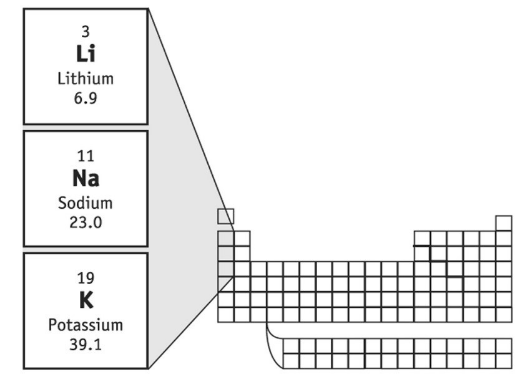 3
Li
Lithium
6.9
11
Na
Sodium
23.0
19
K
Potassium
39.1